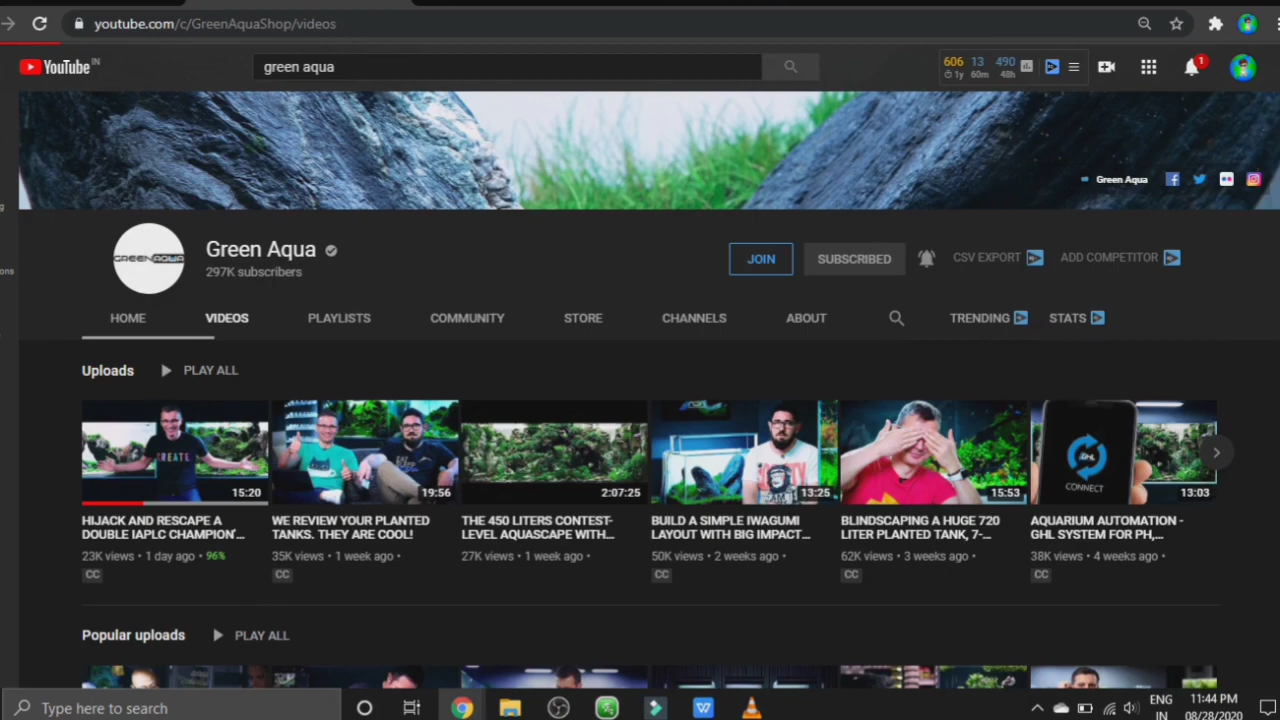 youtube.com/c/GreenAquaShop/videos
YouTube IN
green aqua
606 13 490
1y 60m 48h
1
Green Aqua
GREENAQUA
Green Aqua
297K subscribers
JOIN SUBSCRIBED CSV EXPORT ADD COMPETITOR
HOME VIDEOS PLAYLISTS COMMUNITY STORE CHANNELS ABOUT TRENDING STATS
ons
Uploads PLAY ALL
CREATE
GHL
CONNECT
15:20 19:56 2:07:25 13:25 15:53 13:03
HIJACK AND RESCAPE A DOUBLE IAPLC CHAMPION'...
23K views • 1 day ago • 96%
CC
WE REVIEW YOUR PLANTED TANKS. THEY ARE COOL!
35K views • 1 week ago •
CC
THE 450 LITERS CONTEST-LEVEL AQUASCAPE WITH...
27K views • 1 week ago •
BUILD A SIMPLE IWAGUMI LAYOUT WITH BIG IMPACT...
50K views • 2 weeks ago •
CC
BLINDSCAPING A HUGE 720 LITER PLANTED TANK, 7-...
62K views • 3 weeks ago •
CC
AQUARIUM AUTOMATION - GHL SYSTEM FOR PH,...
38K views • 4 weeks ago •
CC
Popular uploads PLAY ALL
Type here to search
ENG
IN
11:44 PM
08/28/2020